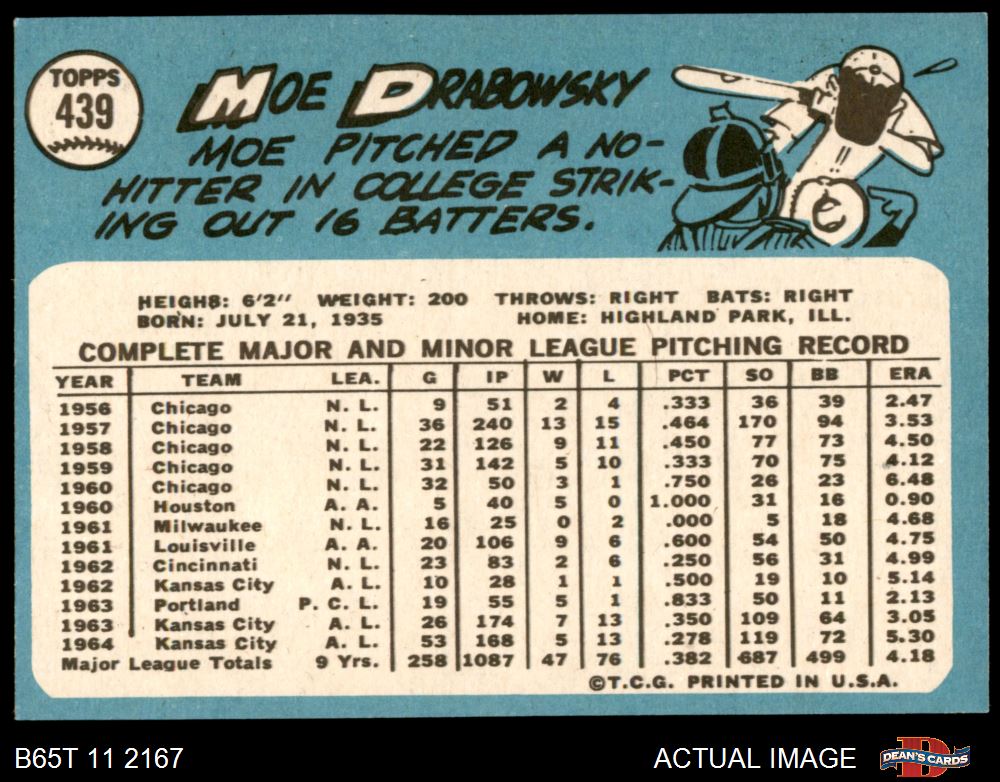 TOPPS
439
MOE DRABOWSKY
MOE PITCHED A NO-
HITTER IN COLLEGE STRIK-
ING OUT 16 BATTERS.
HEIGH8: 6'2" WEIGHT: 200 THROWS: RIGHT BATS: RIGHT
BORN: JULY 21, 1935 HOME: HIGHLAND PARK, ILL.
COMPLETE MAJOR AND MINOR LEAGUE PITCHING RECORD
YEAR TEAM LEA. G IP W L PCT SO BB ERA
1956 Chicago N. L. 9 51 2 4 .333 36 39 2.47
1957 Chicago N. L. 36 240 13 15 .464 170 94 3.53
1958 Chicago N. L. 22 126 9 11 .450 77 73 4.50
1959 Chicago N. L. 31 142 5 10 .333 70 75 4.12
1960 Chicago N. L. 32 50 3 1 .750 26 23 6.48
1960 Houston A. A. 5 40 5 0 1.000 31 16 0.90
1961 Milwaukee N. L. 16 25 0 2 .000 5 18 4.68
1961 Louisville A. A. 20 106 9 6 .600 54 50 4.75
1962 Cincinnati N. L. 23 83 2 6 .250 56 31 4.99
1962 Kansas City A. L. 10 28 1 1 .500 19 10 5.14
1963 Portland P. C. L. 19 55 5 1 .833 50 11 2.13
1963 Kansas City A. L. 26 174 7 13 .350 109 64 3.05
1964 Kansas City A. L. 53 168 5 13 .278 119 72 5.30
Major League Totals 9 Yrs. 258 1087 47 76 .382 687 499 4.18
©T.C.G. PRINTED IN U.S.A.
B65T 11 2167 ACTUAL IMAGE DEAN'S CARDS